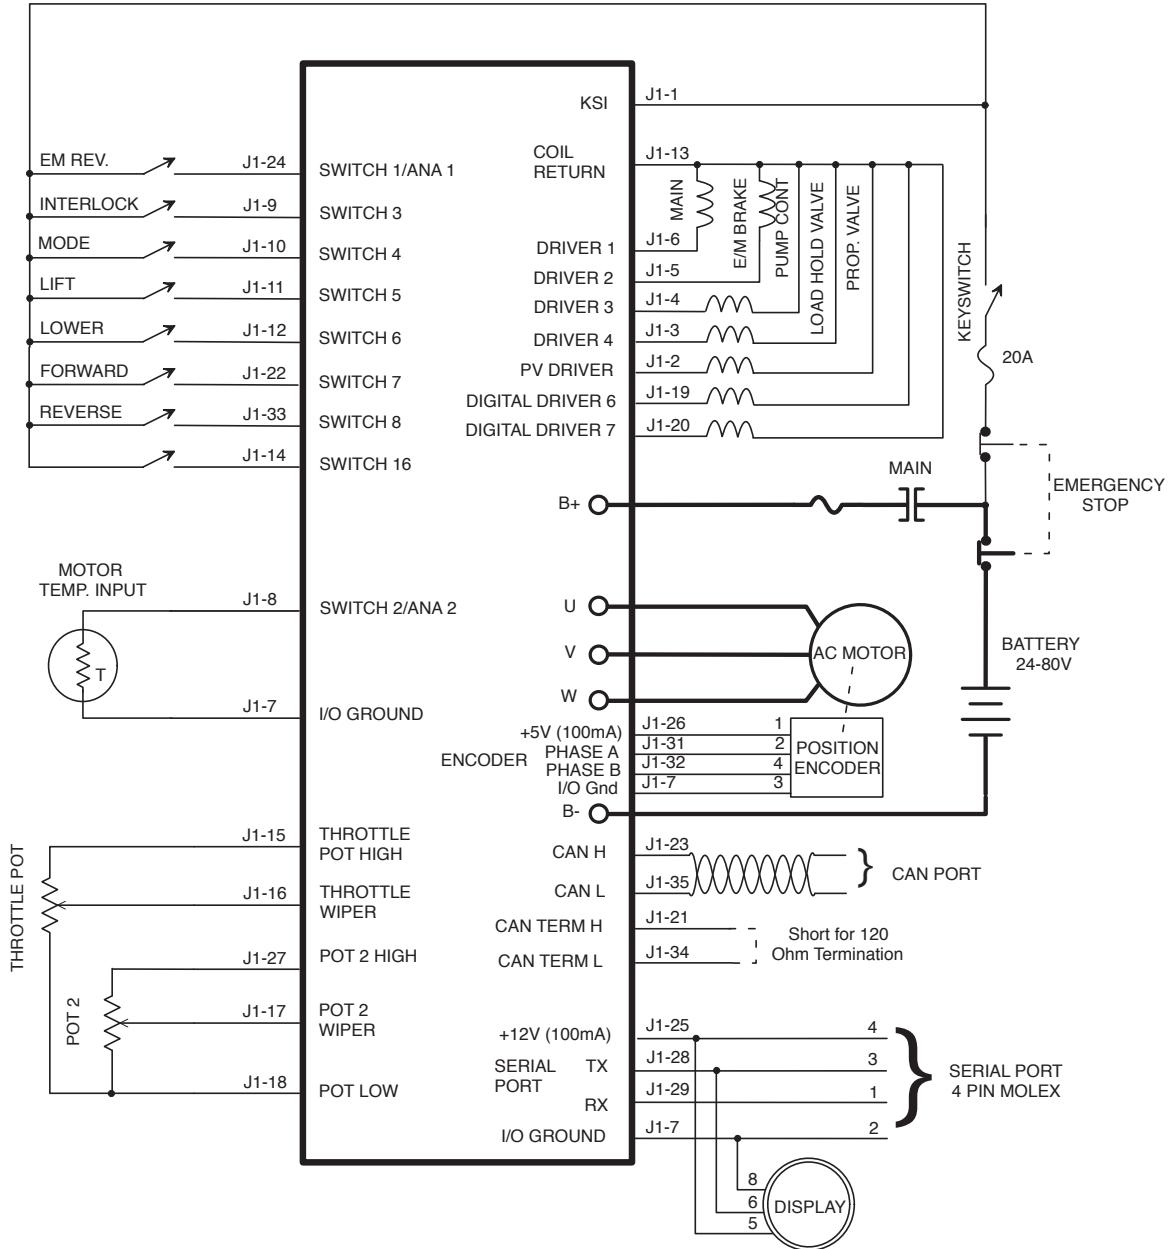 KSI
J1-1
COIL
RETURN
J1-13
EM REV.
J1-24
SWITCH 1/ANA 1
INTERLOCK
J1-9
SWITCH 3
MODE
J1-10
SWITCH 4
LIFT
J1-11
SWITCH 5
LOWER
J1-12
SWITCH 6
FORWARD
J1-22
SWITCH 7
REVERSE
J1-33
SWITCH 8
J1-14
SWITCH 16
MAIN
E/M BRAKE
PUMP CONT
LOAD HOLD VALVE
PROP. VALVE
KEYSWITCH
DRIVER 1
J1-6
DRIVER 2
J1-5
DRIVER 3
J1-4
DRIVER 4
J1-3
PV DRIVER
J1-2
DIGITAL DRIVER 6
J1-19
DIGITAL DRIVER 7
J1-20
20A
MAIN
EMERGENCY
STOP
B+
MOTOR
TEMP. INPUT
T
J1-8
SWITCH 2/ANA 2
J1-7
I/O GROUND
U
V
W
AC MOTOR
BATTERY
24-80V
ENCODER
+5V (100mA)
J1-26
1
PHASE A
J1-31
2
PHASE B
J1-32
4
I/O Gnd
J1-7
3
POSITION
ENCODER
B-
THROTTLE POT
J1-15
THROTTLE
POT HIGH
J1-16
THROTTLE
WIPER
POT 2
J1-27
POT 2 HIGH
J1-17
POT 2
WIPER
J1-18
POT LOW
CAN H
J1-23
CAN L
J1-35
CAN PORT
CAN TERM H
J1-21
CAN TERM L
J1-34
Short for 120
Ohm Termination
+12V (100mA)
J1-25
4
SERIAL
PORT
TX
J1-28
3
RX
J1-29
1
I/O GROUND
J1-7
2
SERIAL PORT
4 PIN MOLEX
8
6
5
DISPLAY